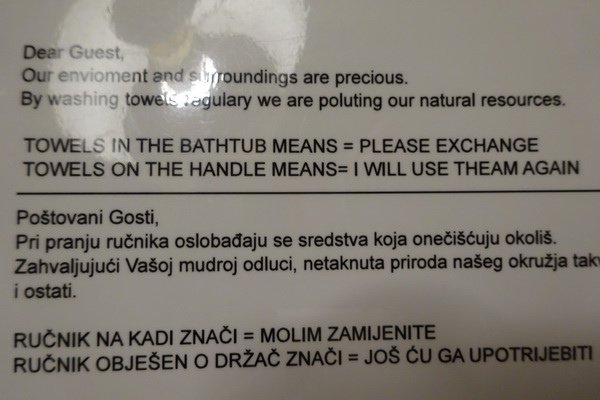 Dear Guest,
Our envioment and surroundings are precious.
By washing towels regulary we are poluting our natural resources.
TOWELS IN THE BATHTUB MEANS = PLEASE EXCHANGE
TOWELS ON THE HANDLE MEANS= I WILL USE THEAM AGAIN
Poštovani Gosti,
Pri pranju ručnika oslobađaju se sredstva koja onečišćuju okoliš.
Zahvaljujući Vašoj mudroj odluci, netaknuta priroda našeg okružja
i ostati.
RUČNIK NA KADI ZNAČI = MOLIM ZAMIJENITE
RUČNIK OBJEŠEN O DRŽAČ ZNAČI = JOŠ ĆU GA UPOTRIJEBITI